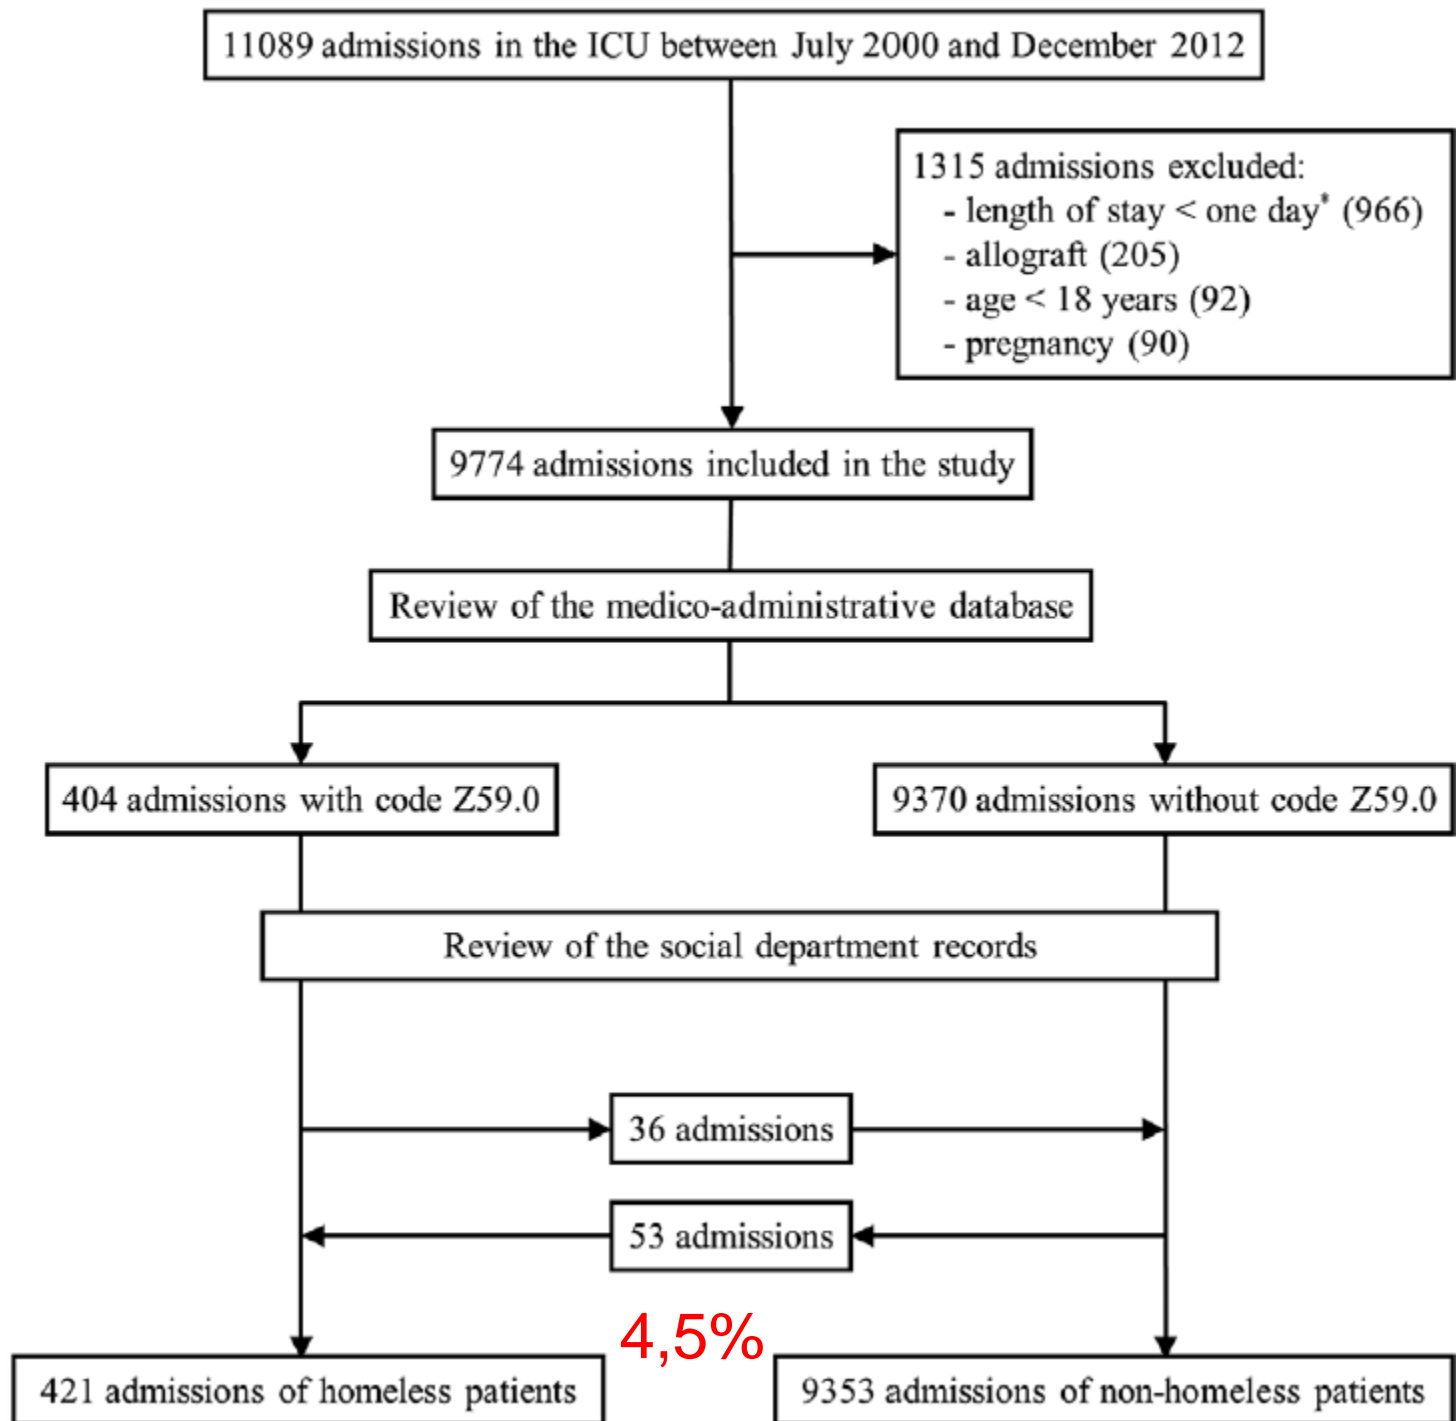 11089 admissions in the ICU between July 2000 and December 2012
1315 admissions excluded:
- length of stay < one day* (966)
- allograft (205)
- age < 18 years (92)
- pregnancy (90)
9774 admissions included in the study
Review of the medico-administrative database
404 admissions with code Z59.0
9370 admissions without code Z59.0
Review of the social department records
36 admissions
53 admissions
4,5%
421 admissions of homeless patients
9353 admissions of non-homeless patients